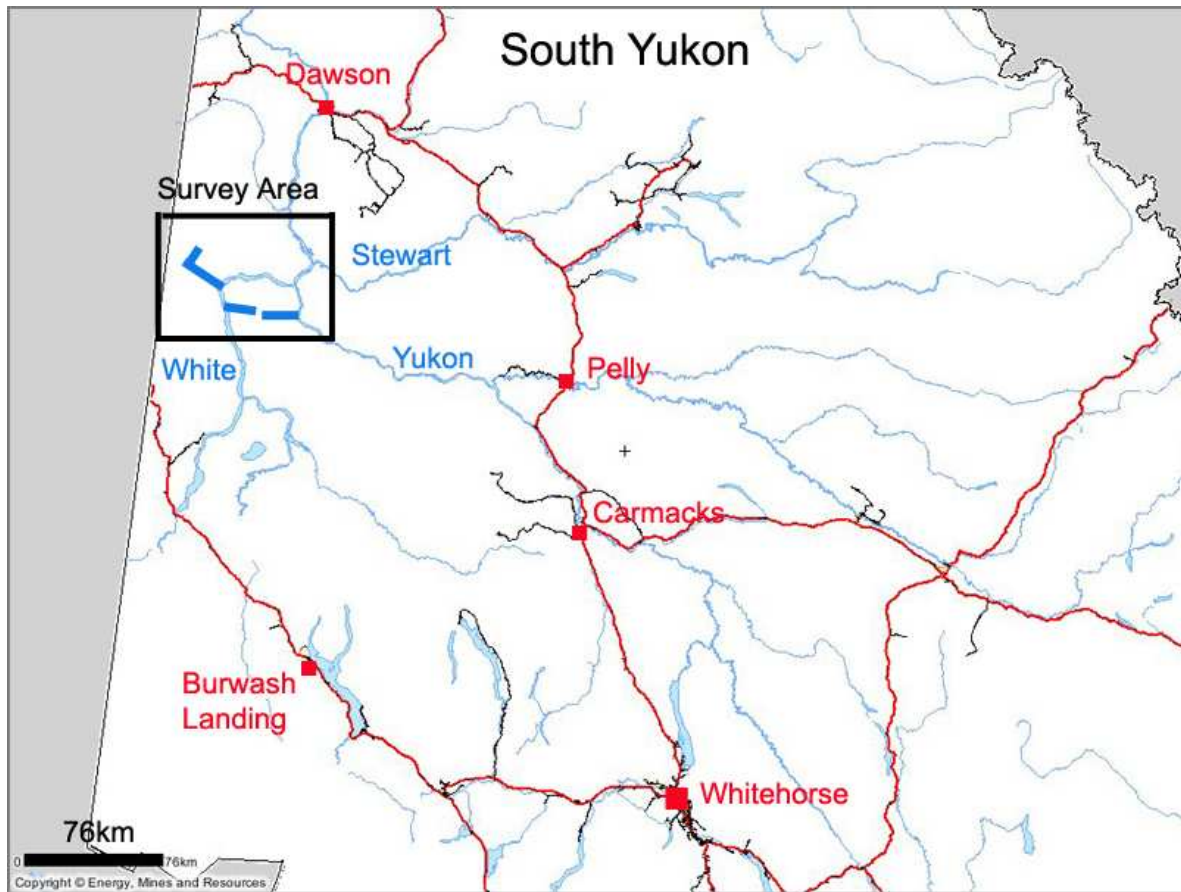 South Yukon
Dawson
Survey Area
Stewart
White
Yukon
Pelly
Carmacks
Burwash
Landing
Whitehorse
76km
0
76km
Copyright © Energy, Mines and Resources